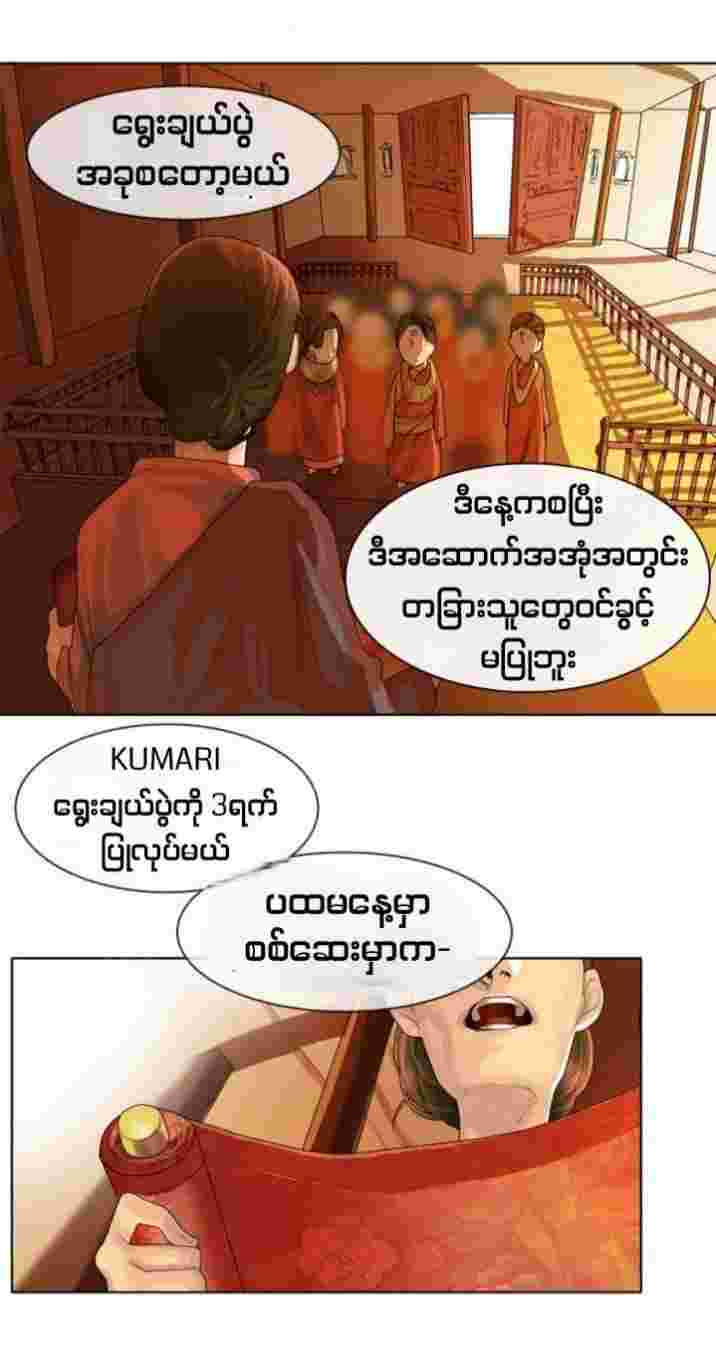 ရွေးချယ်ပွဲ
အခုစတော့မယ်
ဒီနေ့ကစပြီး
ဒီအဆောက်အအုံအတွင်း
တခြားသူတွေဝင်ခွင့်
မပြုဘူး
KUMARI
ရွေးချယ်ပွဲကို 3ရက်
ပြုလုပ်မယ်
ပထမနေ့မှာ
စစ်ဆေးမှာက-